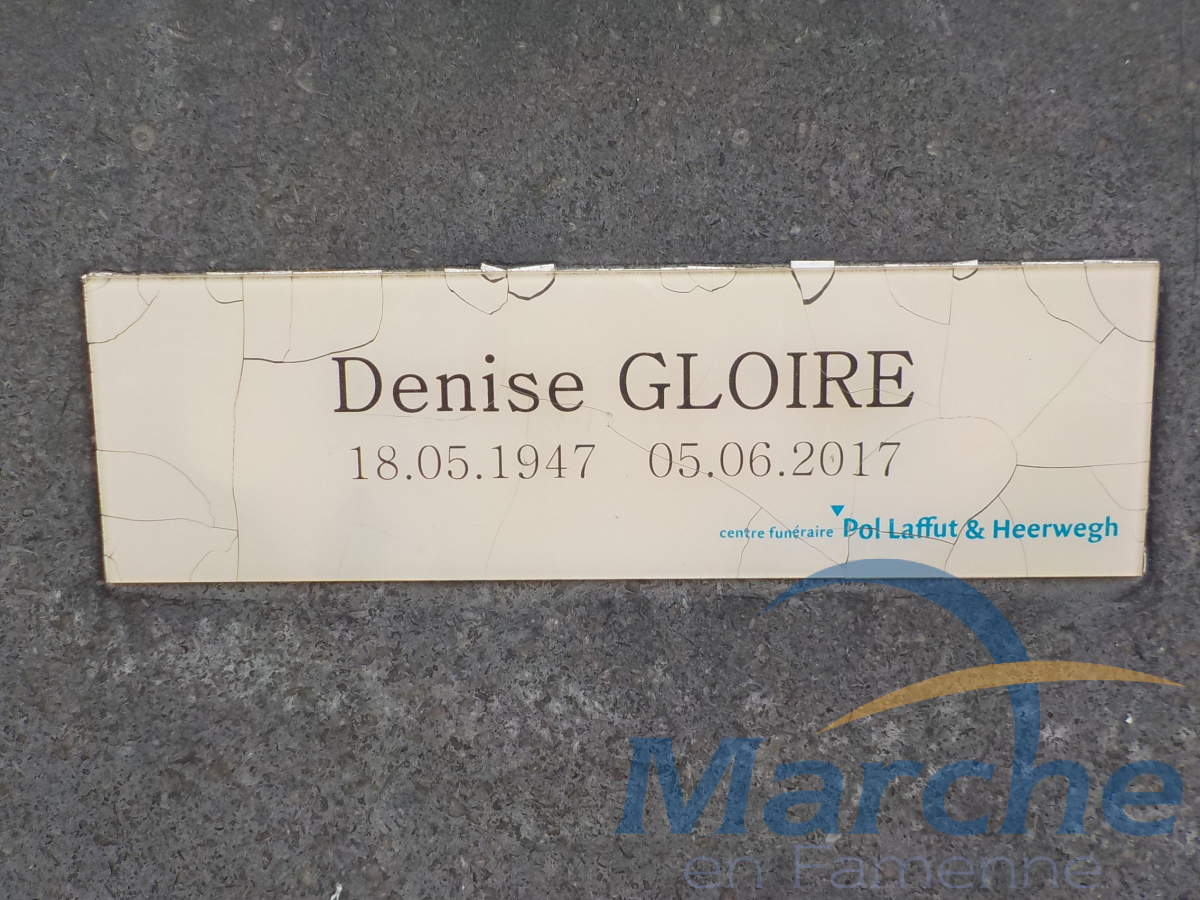 Denise GLOIRE
18.05.1947 05.06.2017
centre funéraire Pol Laffut & Heerwegh
Marche
en Famenne